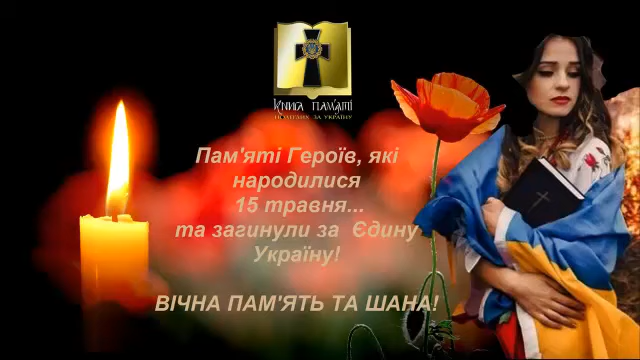 Книга пам'яті
полеглих за україну
Пам'яті Героїв, які
народилися
15 травня...
та загинули за Єдину
Україну!
ВІЧНА ПАМ'ЯТЬ ТА ШАНА!